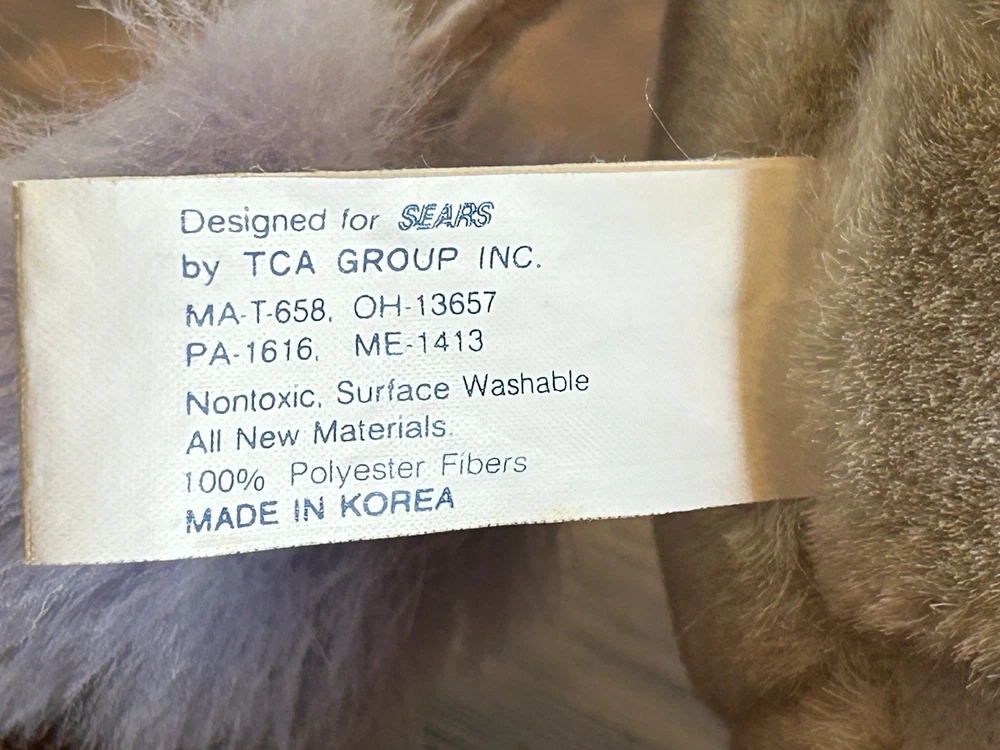 Designed for SEARS
by TCA GROUP INC.
MA-T-658, OH-13657
PA-1616, ME-1413
Nontoxic, Surface Washable
All New Materials.
100% Polyester Fibers
MADE IN KOREA